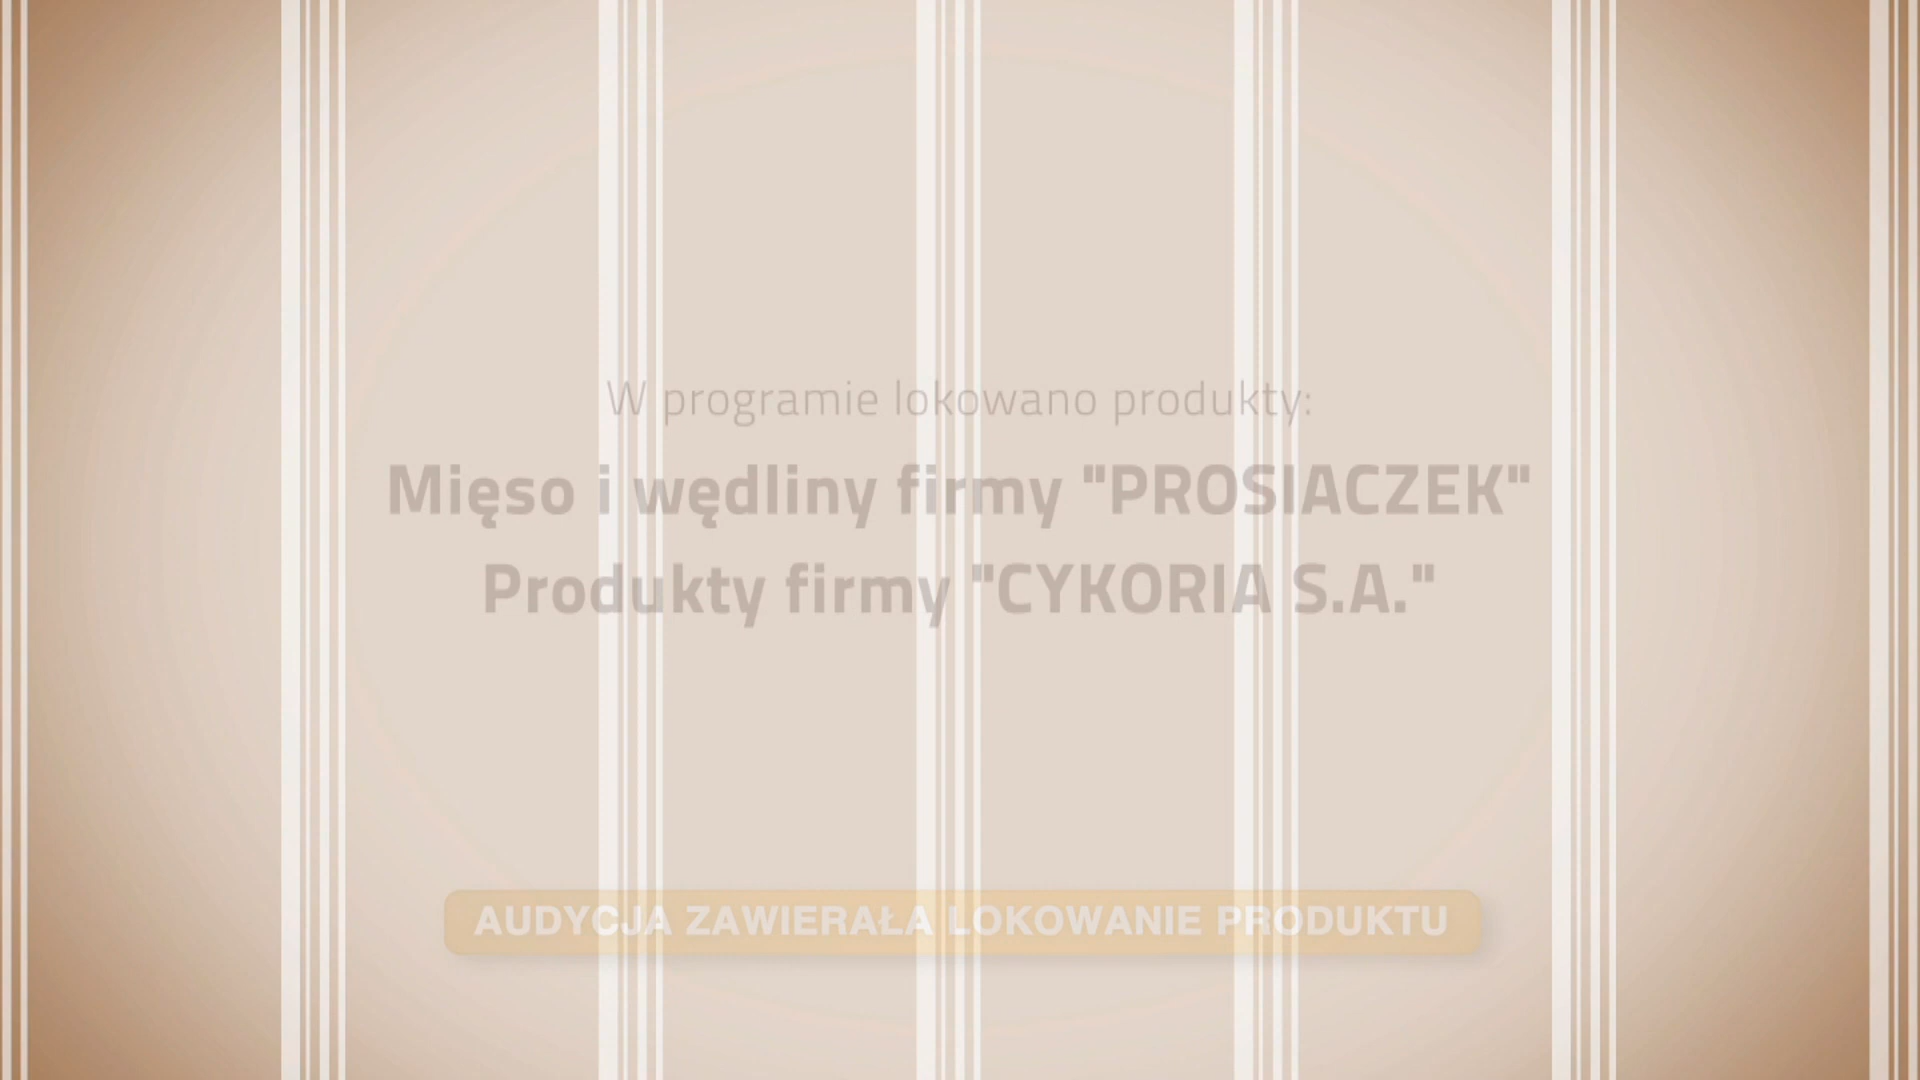 W programie lokowano produkty:
Mięso i wędliny firmy "PROSIACZEK"
Produkty firmy "CYKORIA S.A."
AUDYCJA ZAWIERAŁA LOKOWANIE PRODUKTU